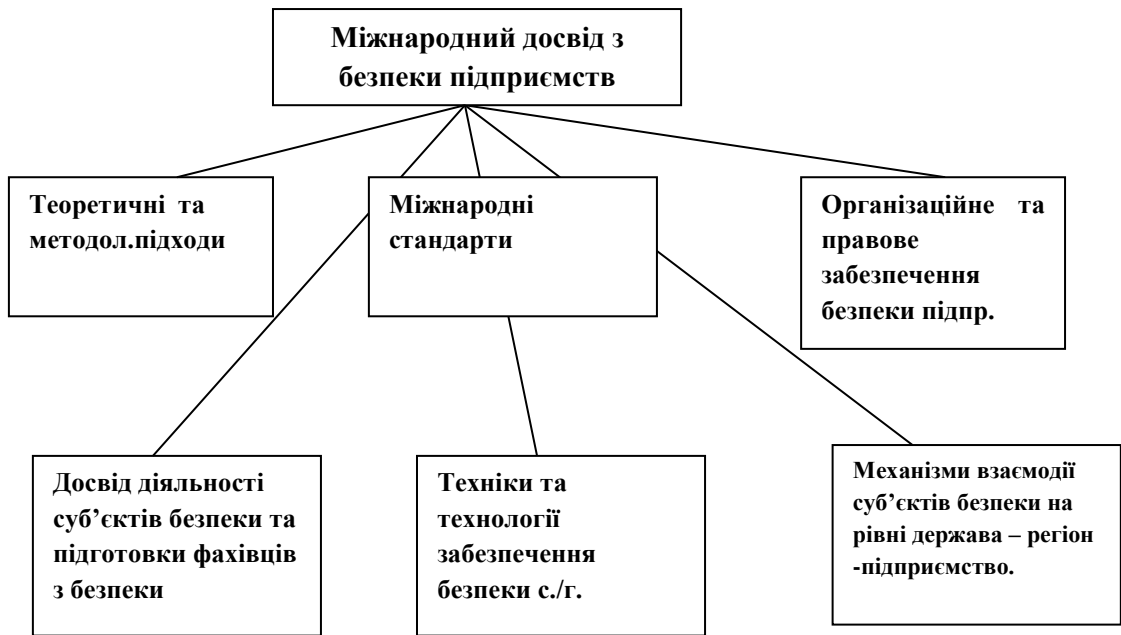 Міжнародний досвід з
безпеки підприємств
Теоретичні та
методол.підходи
Міжнародні
стандарти
Організаційне та
правове
забезпечення
безпеки підпр.
Досвід діяльності
суб’єктів безпеки та
підготовки фахівців
з безпеки
Техніки та
технології
забезпечення
безпеки с./г.
Механізми взаємодії
суб’єктів безпеки на
рівні держава – регіон
-підприємство.